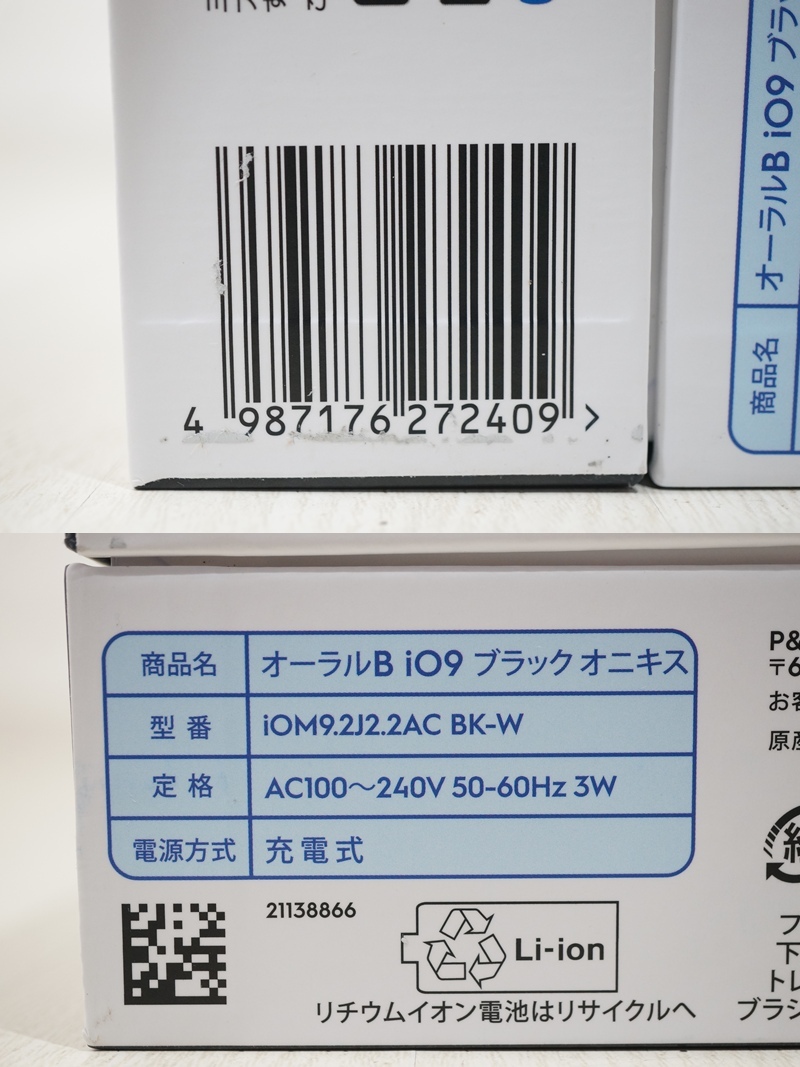 4 987176 272409 >
商品名 オーラルB iO9 ブラッ
商品名 オーラルB iO9 ブラック オニキス
型番 iOM9.2J2.2AC BK-W
定格 AC100～240V 50-60Hz 3W
電源方式 充電式
21138866
Li-ion
リチウムイオン電池はリサイクルへ
P&
〒6
お客
原産
フ
下
トレ
ブラシ